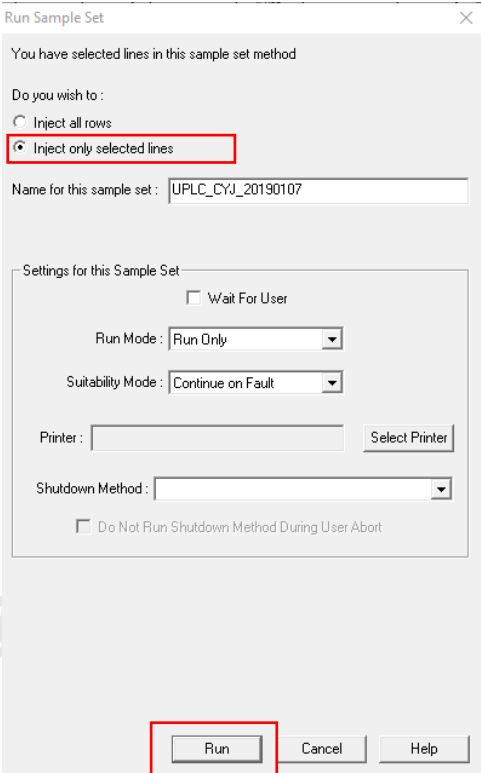 Run Sample Set
You have selected lines in this sample set method
Do you wish to :
Inject all rows
Inject only selected lines
Name for this sample set : UPLC_CYJ_20190107
Settings for this Sample Set
Wait For User
Run Mode : Run Only
Suitability Mode : Continue on Fault
Printer : Select Printer
Shutdown Method :
Do Not Run Shutdown Method During User Abort
Run Cancel Help